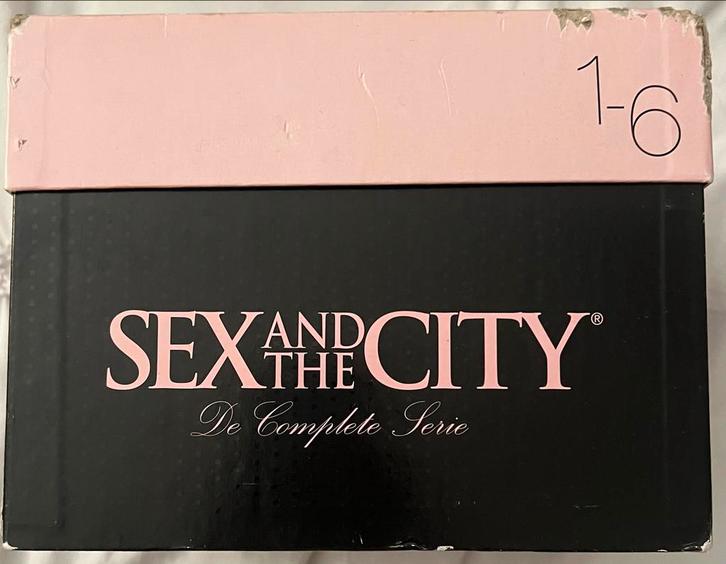 1-6
SEX AND THE CITY®
De Complete Serie